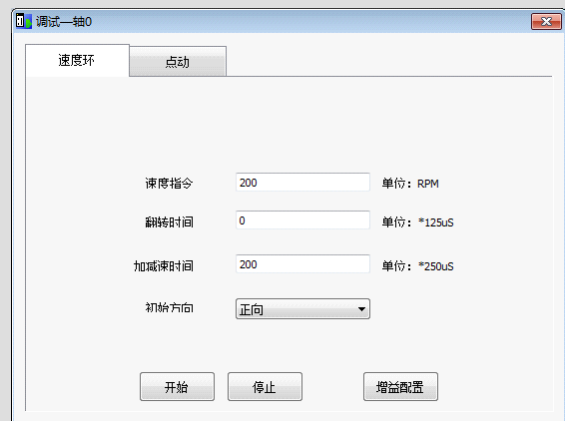 调试—轴0
速度环 点动
速度指令 200 单位：RPM
翻转时间 0 单位：*125uS
加减速时间 200 单位：*250uS
初始方向 正向
开始 停止 增益配置